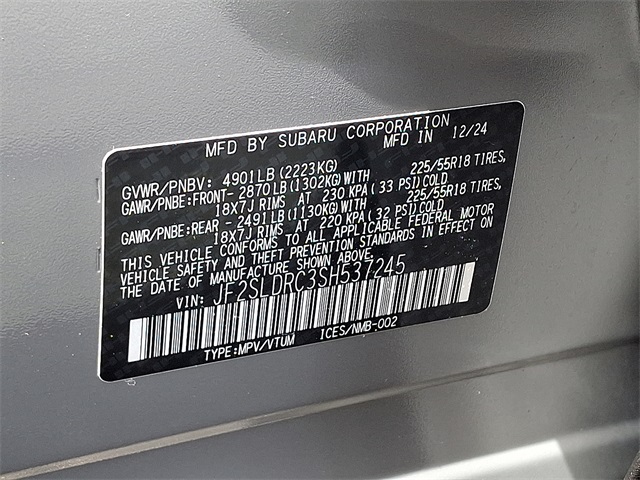 MFD BY SUBARU CORPORATION
MFD IN 12/24
GVWR/PNBV: 4901LB(2223KG)
GAWR/PNBE:FRONT-2870LB(1302KG)WITH 225/55R18 TIRES,
18X7J RIMS AT 230 KPA(33 PSI)COLD
GAWR/PNBE:REAR -2491LB(1130KG)WITH 225/55R18 TIRES,
18X7J RIMS AT 220 KPA(32 PSI)COLD
THIS VEHICLE CONFORMS TO ALL APPLICABLE FEDERAL MOTOR
VEHICLE SAFETY AND THEFT PREVENTION STANDARDS IN EFFECT ON
THE DATE OF MANUFACTURE SHOWN ABOVE.
VIN: JF2SLDRC3SH537245
TYPE:MPV/VTUM ICES/NMB-002